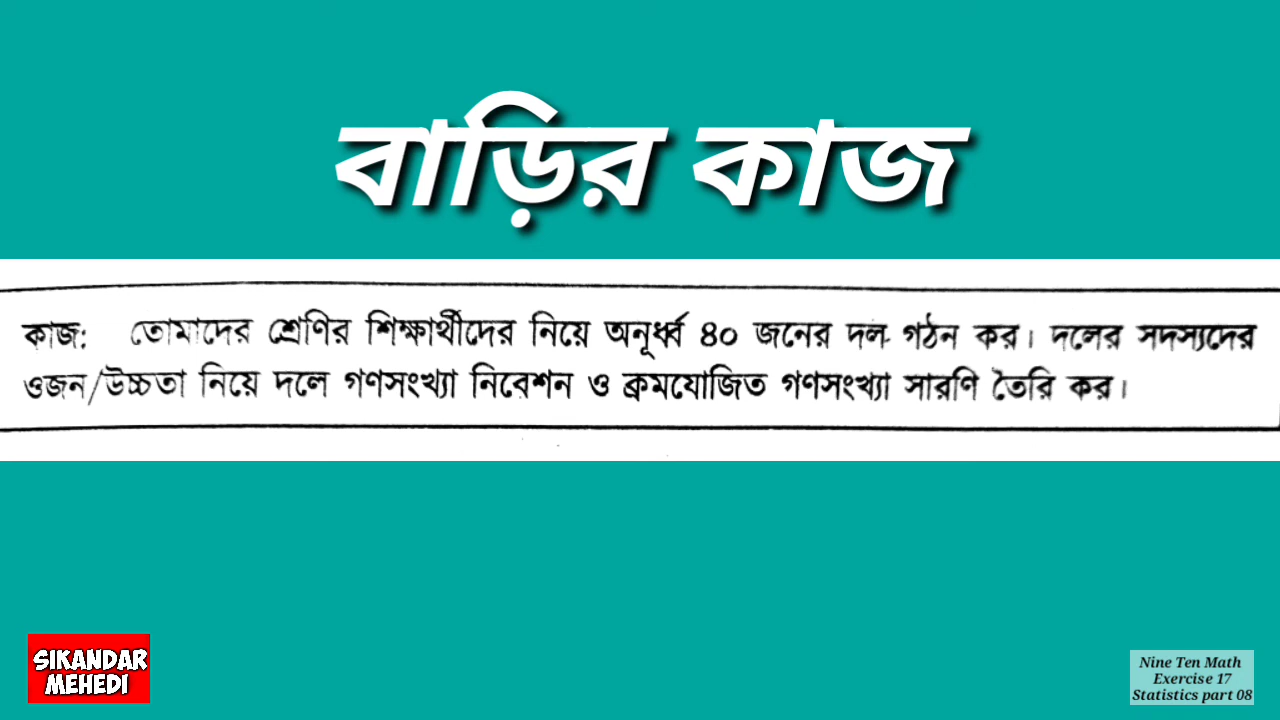 বাড়ির কাজ
কাজ: তোমাদের শ্রেণির শিক্ষার্থীদের নিয়ে অনূর্ধ্ব ৪০ জনের দল গঠন কর। দলের সদস্যদের
ওজন/উচ্চতা নিয়ে দলে গণসংখ্যা নিবেশন ও ক্রমযোজিত গণসংখ্যা সারণি তৈরি কর।
SIKANDAR
MEHEDI
Nine Ten Math
Exercise 17
Statistics part 08